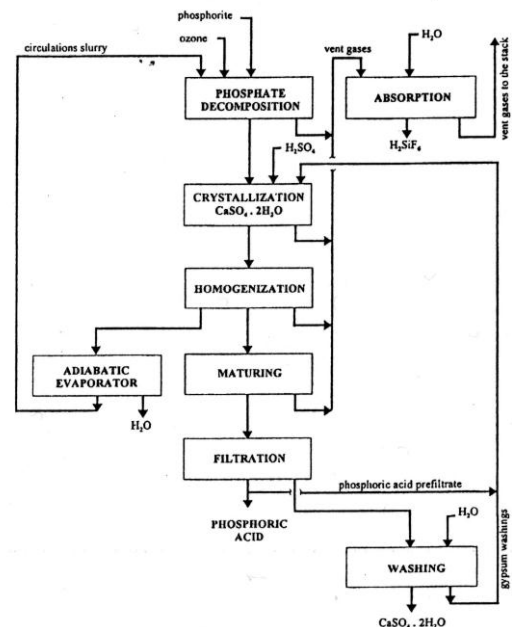 phosphorite
ozone
circulations slurry
vent gases
H₂O
vent gases to the stack
PHOSPHATE
DECOMPOSITION
ABSORPTION
H₂SO₄
H₂SiF₆
CRYSTALLIZATION
CaSO₄ . 2H₂O
HOMOGENIZATION
ADIABATIC
EVAPORATOR
MATURING
H₂O
FILTRATION
phosphoric acid prefiltrate
PHOSPHORIC
ACID
H₂O
gypsum washings
WASHING
CaSO₄ . 2H₂O